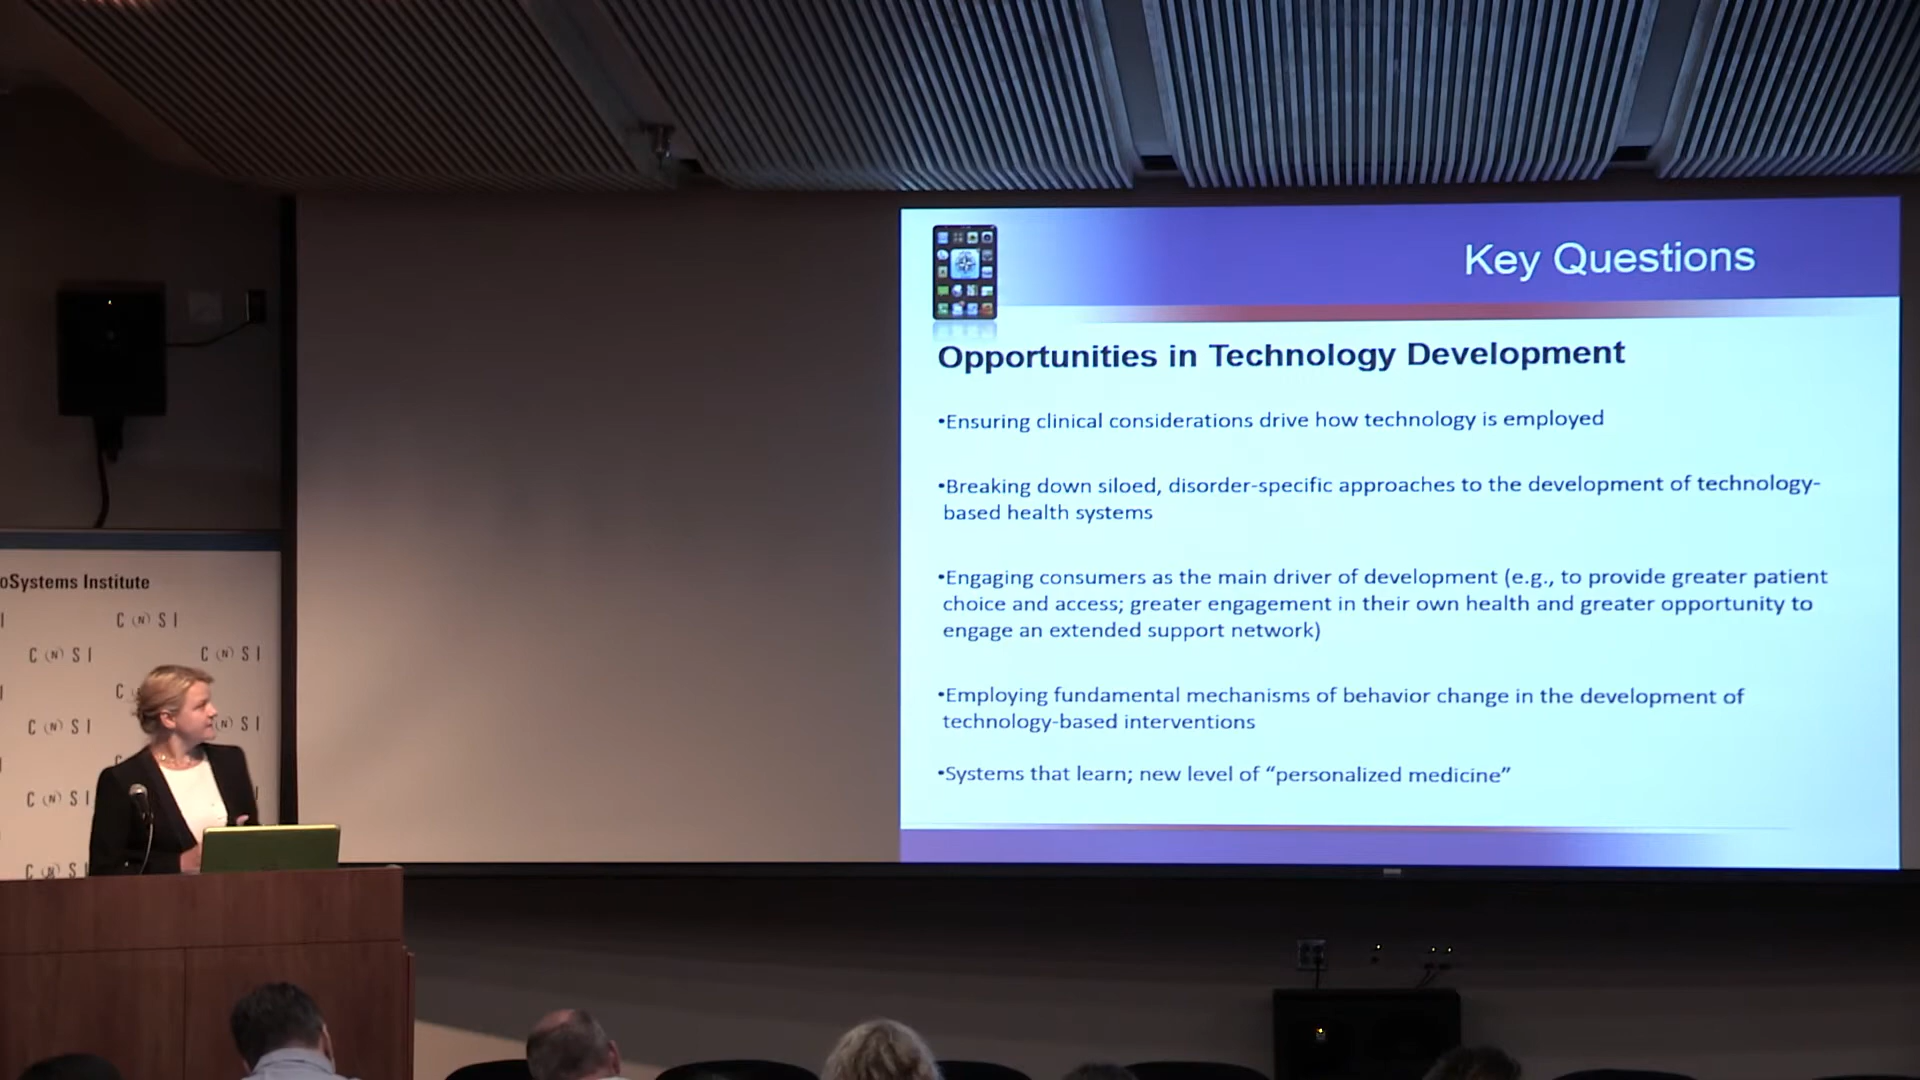 Key Questions
Opportunities in Technology Development
•Ensuring clinical considerations drive how technology is employed
•Breaking down siloed, disorder-specific approaches to the development of technology-
based health systems
•Engaging consumers as the main driver of development (e.g., to provide greater patient
choice and access; greater engagement in their own health and greater opportunity to
engage an extended support network)
•Employing fundamental mechanisms of behavior change in the development of
technology-based interventions
•Systems that learn; new level of “personalized medicine”
oSystems Institute
I C (N) S I
C (N) S I C (N) S I
I C
C (N) S I (N) S I
C (N) S I
C (N) S